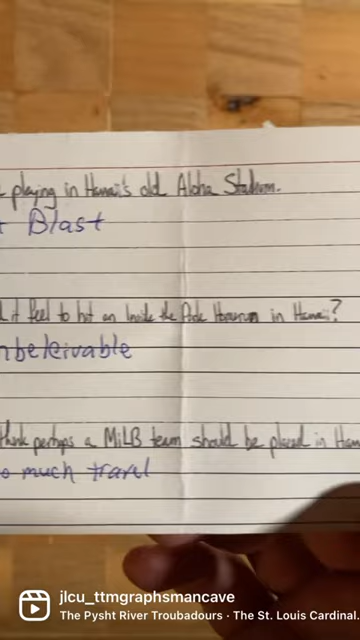 playing in Hawaii's old Aloha Stadium.
Blast
it feel to hit an Inside the Park Homerun in Hawaii?
nbeleivable
think perhaps a MiLB team should be placed in Haw
o much travel
jlcu_ttmgraphsmancave
The Pysht River Troubadours · The St. Louis Cardinal.